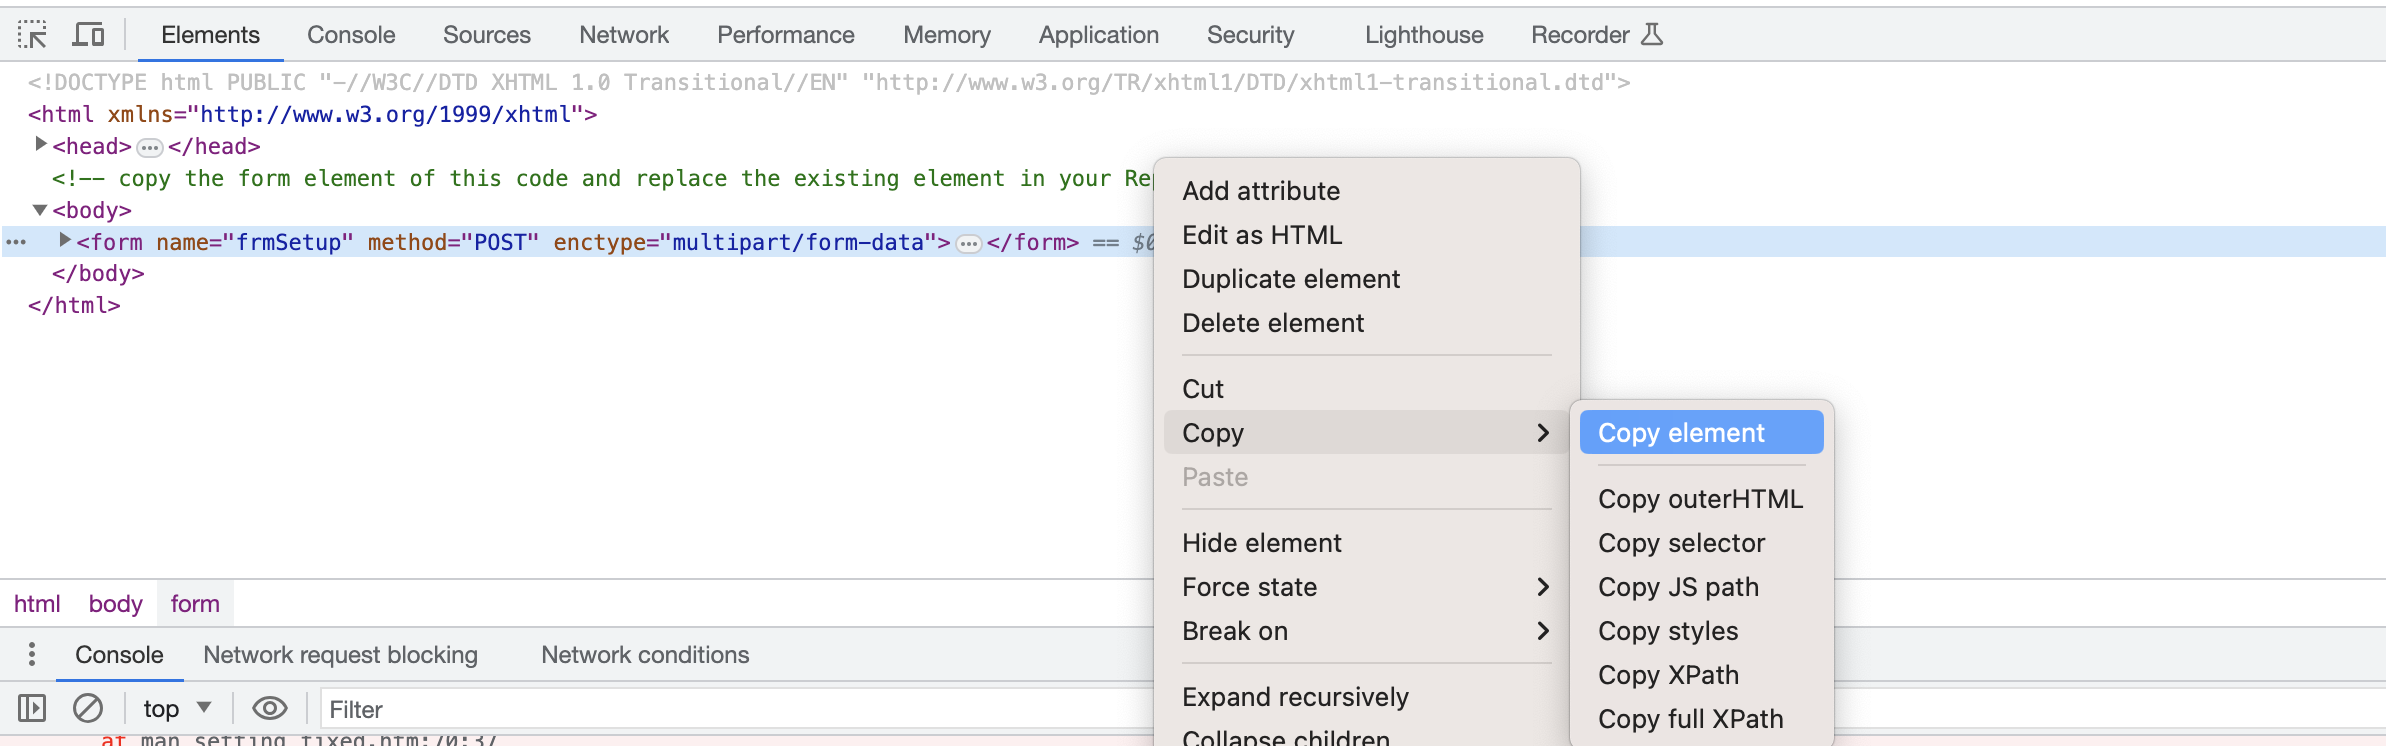 Elements Console Sources Network Performance Memory Application Security Lighthouse Recorder
<!DOCTYPE html PUBLIC "-//W3C//DTD XHTML 1.0 Transitional//EN" "http://www.w3.org/TR/xhtml1/DTD/xhtml1-transitional.dtd">
<html xmlns="http://www.w3.org/1999/xhtml">
<head>…</head>
<!-- copy the form element of this code and replace the existing element in your
<body>
<form name="frmSetup" method="POST" enctype="multipart/form-data">…</form> ==
</body>
</html>
Add attribute
Edit as HTML
Duplicate element
Delete element
Cut
Copy
Paste
Hide element
Force state
Break on
Expand recursively
Collapse children
Copy element
Copy outerHTML
Copy selector
Copy JS path
Copy styles
Copy XPath
Copy full XPath
html body form
Console Network request blocking Network conditions
top Filter
at man_setting_fixed.htm:70:37